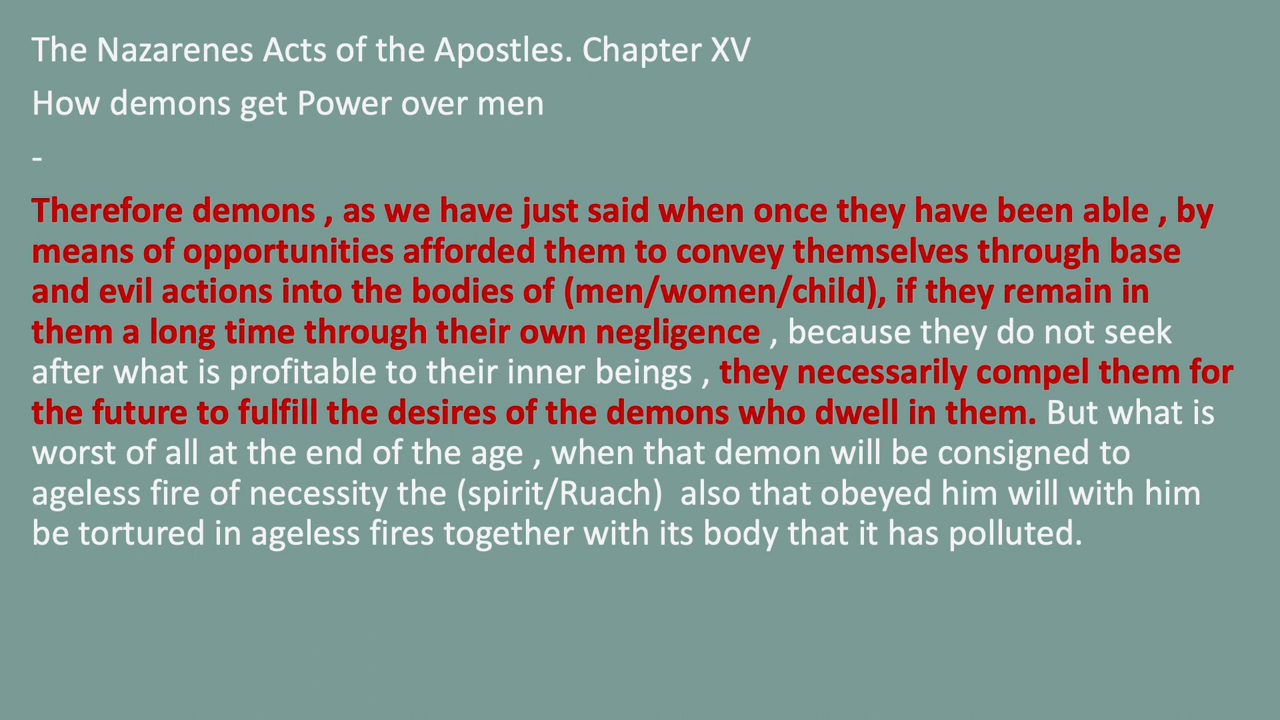 The Nazarenes Acts of the Apostles. Chapter XV
How demons get Power over men
-
Therefore demons , as we have just said when once they have been able , by
means of opportunities afforded them to convey themselves through base
and evil actions into the bodies of (men/women/child), if they remain in
them a long time through their own negligence , because they do not seek
after what is profitable to their inner beings , they necessarily compel them for
the future to fulfill the desires of the demons who dwell in them. But what is
worst of all at the end of the age , when that demon will be consigned to
ageless fire of necessity the (spirit/Ruach)  also that obeyed him will with him
be tortured in ageless fires together with its body that it has polluted.